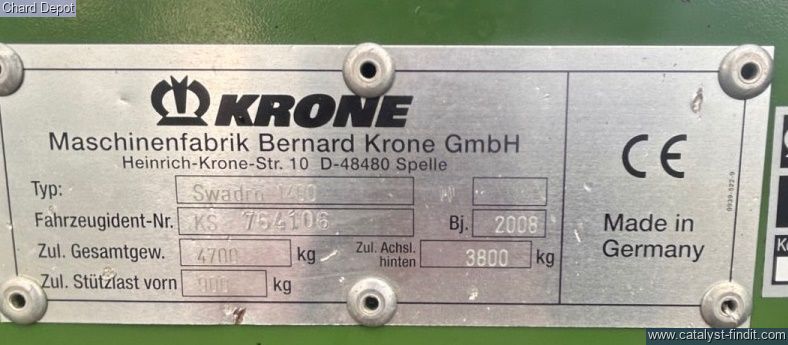 Chard Depot
KRONE
Maschinenfabrik Bernard Krone GmbH
Heinrich-Krone-Str. 10 D-48480 Spelle
Typ: Swadro
Fahrzeugident-Nr. KS 764106 Bj. 2008
Zul. Gesamtgew. 4700 kg Zul. Achsl. hinten 3800 kg
Zul. Stützlast vorn 900 kg
CE
Made in
Germany
www.catalyst-findit.com